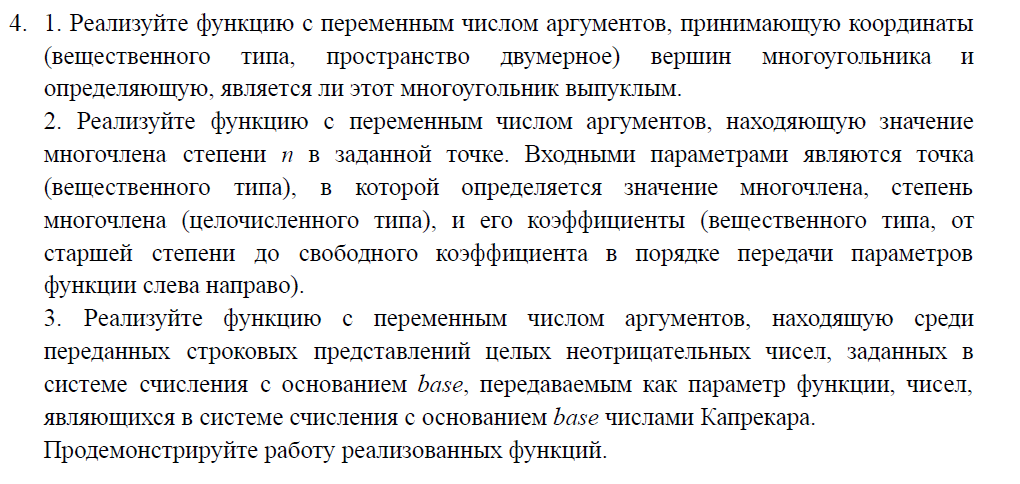 4. 1. Реализуйте функцию с переменным числом аргументов, принимающую координаты
(вещественного типа, пространство двумерное) вершин многоугольника и
определяющую, является ли этот многоугольник выпуклым.
2. Реализуйте функцию с переменным числом аргументов, находяющую значение
многочлена степени n в заданной точке. Входными параметрами являются точка
(вещественного типа), в которой определяется значение многочлена, степень
многочлена (целочисленного типа), и его коэффициенты (вещественного типа, от
старшей степени до свободного коэффициента в порядке передачи параметров
функции слева направо).
3. Реализуйте функцию с переменным числом аргументов, находящую среди
переданных строковых представлений целых неотрицательных чисел, заданных в
системе счисления с основанием base, передаваемым как параметр функции, чисел,
являющихся в системе счисления с основанием base числами Капрекара.
Продемонстрируйте работу реализованных функций.